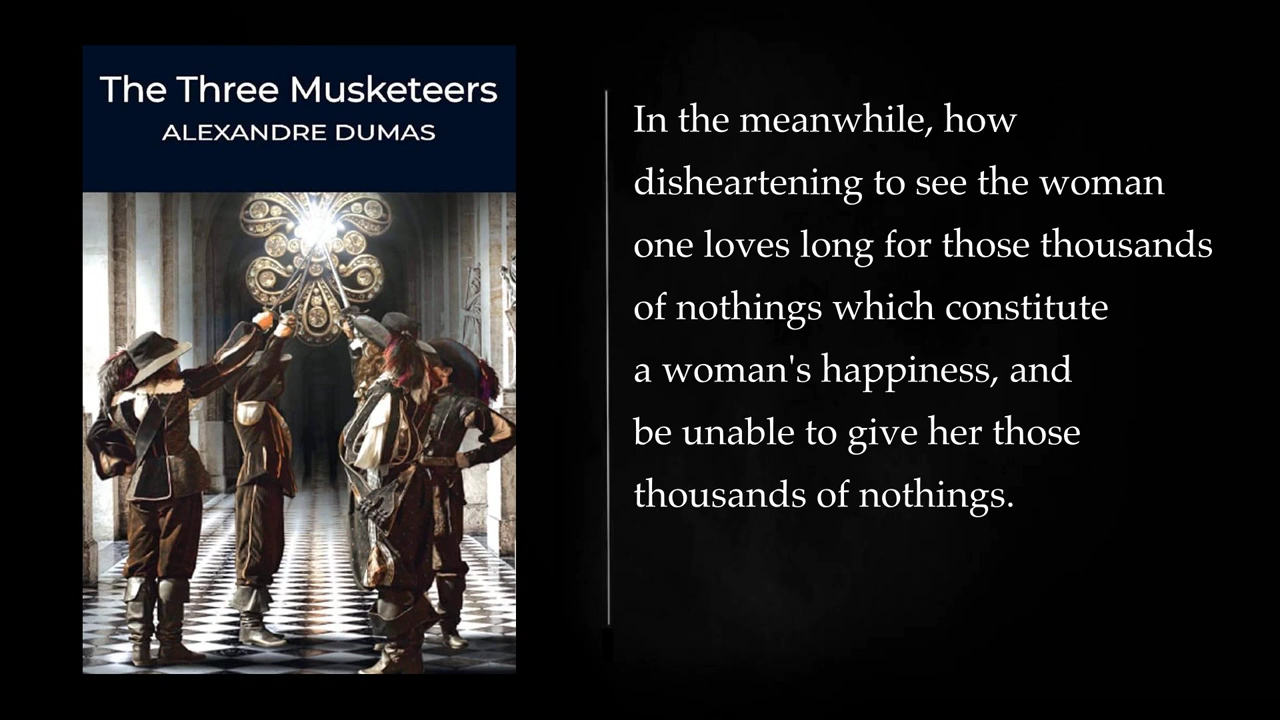 The Three Musketeers
ALEXANDRE DUMAS
In the meanwhile, how
disheartening to see the woman
one loves long for those thousands
of nothings which constitute
a woman's happiness, and
be unable to give her those
thousands of nothings.